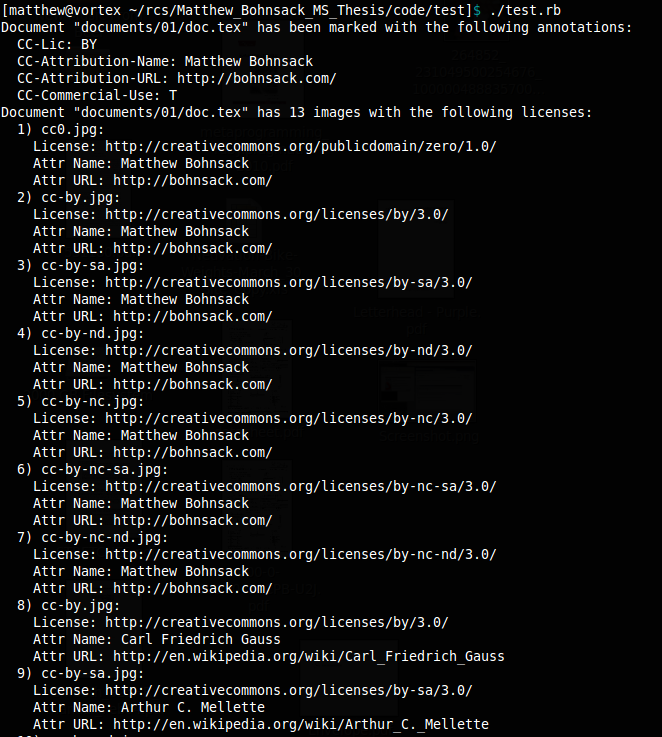 [matthew@vortex ~/rcs/Matthew_Bohnsack_MS_Thesis/code/test]$ ./test.rb
Document "documents/01/doc.tex" has been marked with the following annotations:
  CC-Lic: BY
  CC-Attribution-Name: Matthew Bohnsack
  CC-Attribution-URL: http://bohnsack.com/
  CC-Commercial-Use: T
Document "documents/01/doc.tex" has 13 images with the following licenses:
  1) cc0.jpg:
    License: http://creativecommons.org/publicdomain/zero/1.0/
    Attr Name: Matthew Bohnsack
    Attr URL: http://bohnsack.com/
  2) cc-by.jpg:
    License: http://creativecommons.org/licenses/by/3.0/
    Attr Name: Matthew Bohnsack
    Attr URL: http://bohnsack.com/
  3) cc-by-sa.jpg:
    License: http://creativecommons.org/licenses/by-sa/3.0/
    Attr Name: Matthew Bohnsack
    Attr URL: http://bohnsack.com/
  4) cc-by-nd.jpg:
    License: http://creativecommons.org/licenses/by-nd/3.0/
    Attr Name: Matthew Bohnsack
    Attr URL: http://bohnsack.com/
  5) cc-by-nc.jpg:
    License: http://creativecommons.org/licenses/by-nc/3.0/
    Attr Name: Matthew Bohnsack
    Attr URL: http://bohnsack.com/
  6) cc-by-nc-sa.jpg:
    License: http://creativecommons.org/licenses/by-nc-sa/3.0/
    Attr Name: Matthew Bohnsack
    Attr URL: http://bohnsack.com/
  7) cc-by-nc-nd.jpg:
    License: http://creativecommons.org/licenses/by-nc-nd/3.0/
    Attr Name: Matthew Bohnsack
    Attr URL: http://bohnsack.com/
  8) cc-by.jpg:
    License: http://creativecommons.org/licenses/by/3.0/
    Attr Name: Carl Friedrich Gauss
    Attr URL: http://en.wikipedia.org/wiki/Carl_Friedrich_Gauss
  9) cc-by-sa.jpg:
    License: http://creativecommons.org/licenses/by-sa/3.0/
    Attr Name: Arthur C. Mellette
    Attr URL: http://en.wikipedia.org/wiki/Arthur_C._Mellette